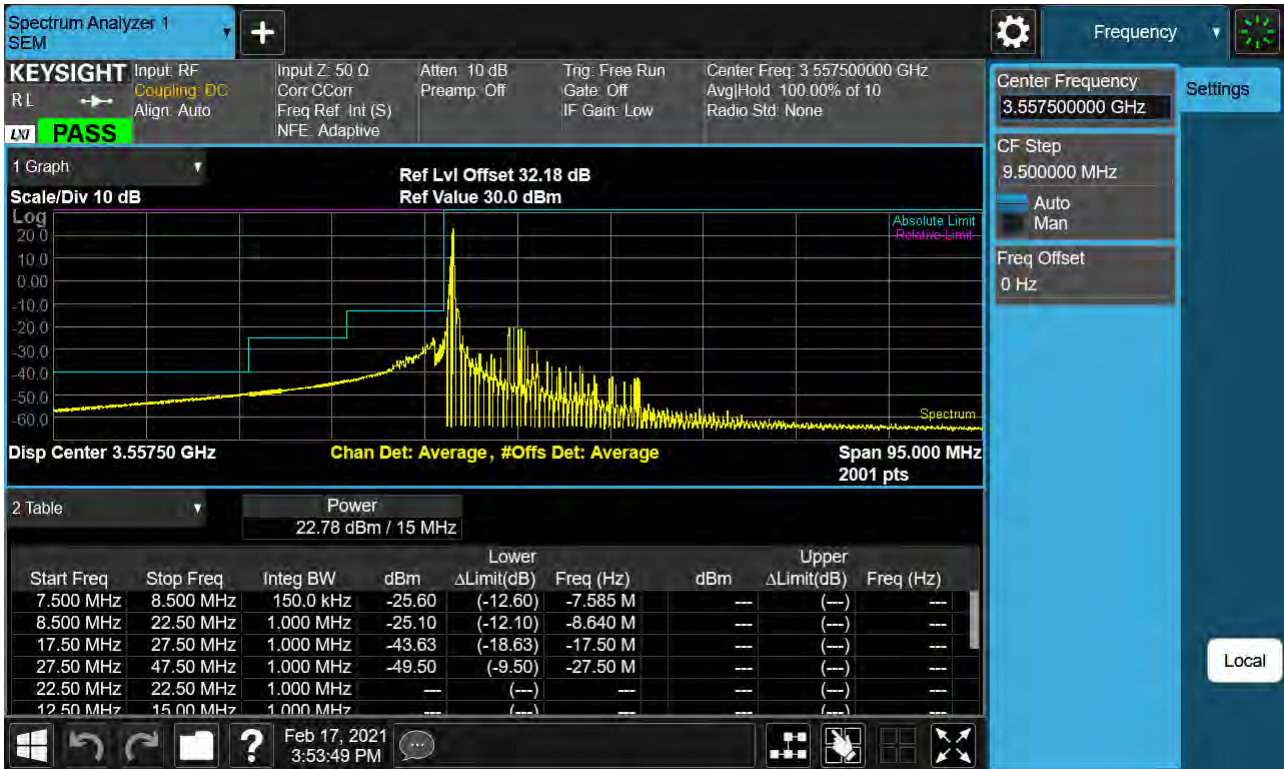 Spectrum Analyzer 1
SEM
Frequency
KEYSIGHT
R L
LXI PASS
Input: RF
Coupling: DC
Align: Auto
Input Z: 50 Ω
Corr CCorr
Freq Ref: Int (S)
NFE: Adaptive
Atten: 10 dB
Preamp: Off
Trig: Free Run
Gate: Off
IF Gain: Low
Center Freq: 3.557500000 GHz
Avg|Hold: 100.00% of 10
Radio Std: None
Center Frequency
3.557500000 GHz
Settings
CF Step
9.500000 MHz
Auto
Man
Freq Offset
0 Hz
Local
1 Graph
Ref Lvl Offset 32.18 dB
Scale/Div 10 dB Ref Value 30.0 dBm
Log
Absolute Limit
Relative Limit
20.0
10.0
0.00
-10.0
-20.0
-30.0
-40.0
-50.0
-60.0
Spectrum
Disp Center 3.55750 GHz Chan Det: Average, #Offs Det: Average Span 95.000 MHz
2001 pts
2 Table
Power
22.78 dBm / 15 MHz
Lower Upper
Start Freq Stop Freq Integ BW dBm ΔLimit(dB) Freq (Hz) dBm ΔLimit(dB) Freq (Hz)
7.500 MHz 8.500 MHz 150.0 kHz -25.60 (-12.60) -7.585 M --- (---) ---
8.500 MHz 22.50 MHz 1.000 MHz -25.10 (-12.10) -8.640 M --- (---) ---
17.50 MHz 27.50 MHz 1.000 MHz -43.63 (-18.63) -17.50 M --- (---) ---
27.50 MHz 47.50 MHz 1.000 MHz -49.50 (-9.50) -27.50 M --- (---) ---
22.50 MHz 22.50 MHz 1.000 MHz --- (---) --- --- (---) ---
12.50 MHz 15.00 MHz 1.000 MHz --- (---) --- --- (---) ---
Feb 17, 2021
3:53:49 PM